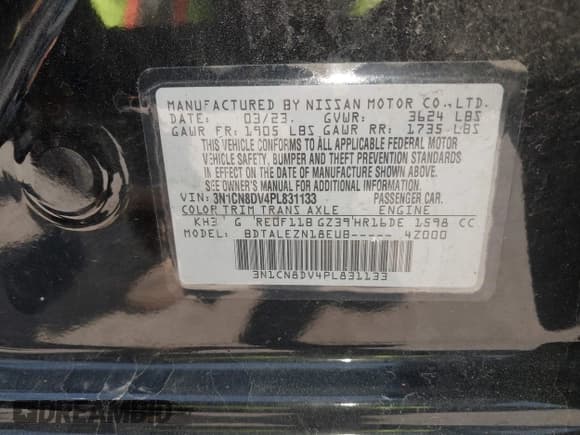 MANUFACTURED BY NISSAN MOTOR CO.,LTD.
DATE: 03/23. GVWR: 3624 LBS
GAWR FR: 1905 LBS GAWR RR: 1735 LBS
THIS VEHICLE CONFORMS TO ALL APPLICABLE FEDERAL MOTOR
VEHICLE SAFETY, BUMPER AND THEFT PREVENTION STANDARDS
IN EFFECT ON THE DATE OF MANUFACTURE SHOWN ABOVE.
SEE OWNER'S MANUAL FOR ADDITIONAL INFORMATION.
VIN: 3N1CN8DV4PL831133 PASSENGER CAR.
COLOR TRIM TRANS AXLE ENGINE
KH3 G RE0F11B GZ39 HR16DE 1598 CC
MODEL: BDTALEZN18EUB----- 4Z000
3N1CN8DV4PL831133
DREAMBID